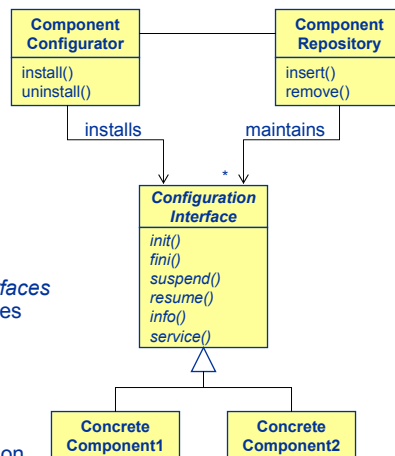 Component
Configurator
install()
uninstall()
Component
Repository
insert()
remove()
installs
maintains
*
Configuration
Interface
init()
fini()
suspend()
resume()
info()
service()
faces
es
Concrete
Component1
Concrete
Component2
on